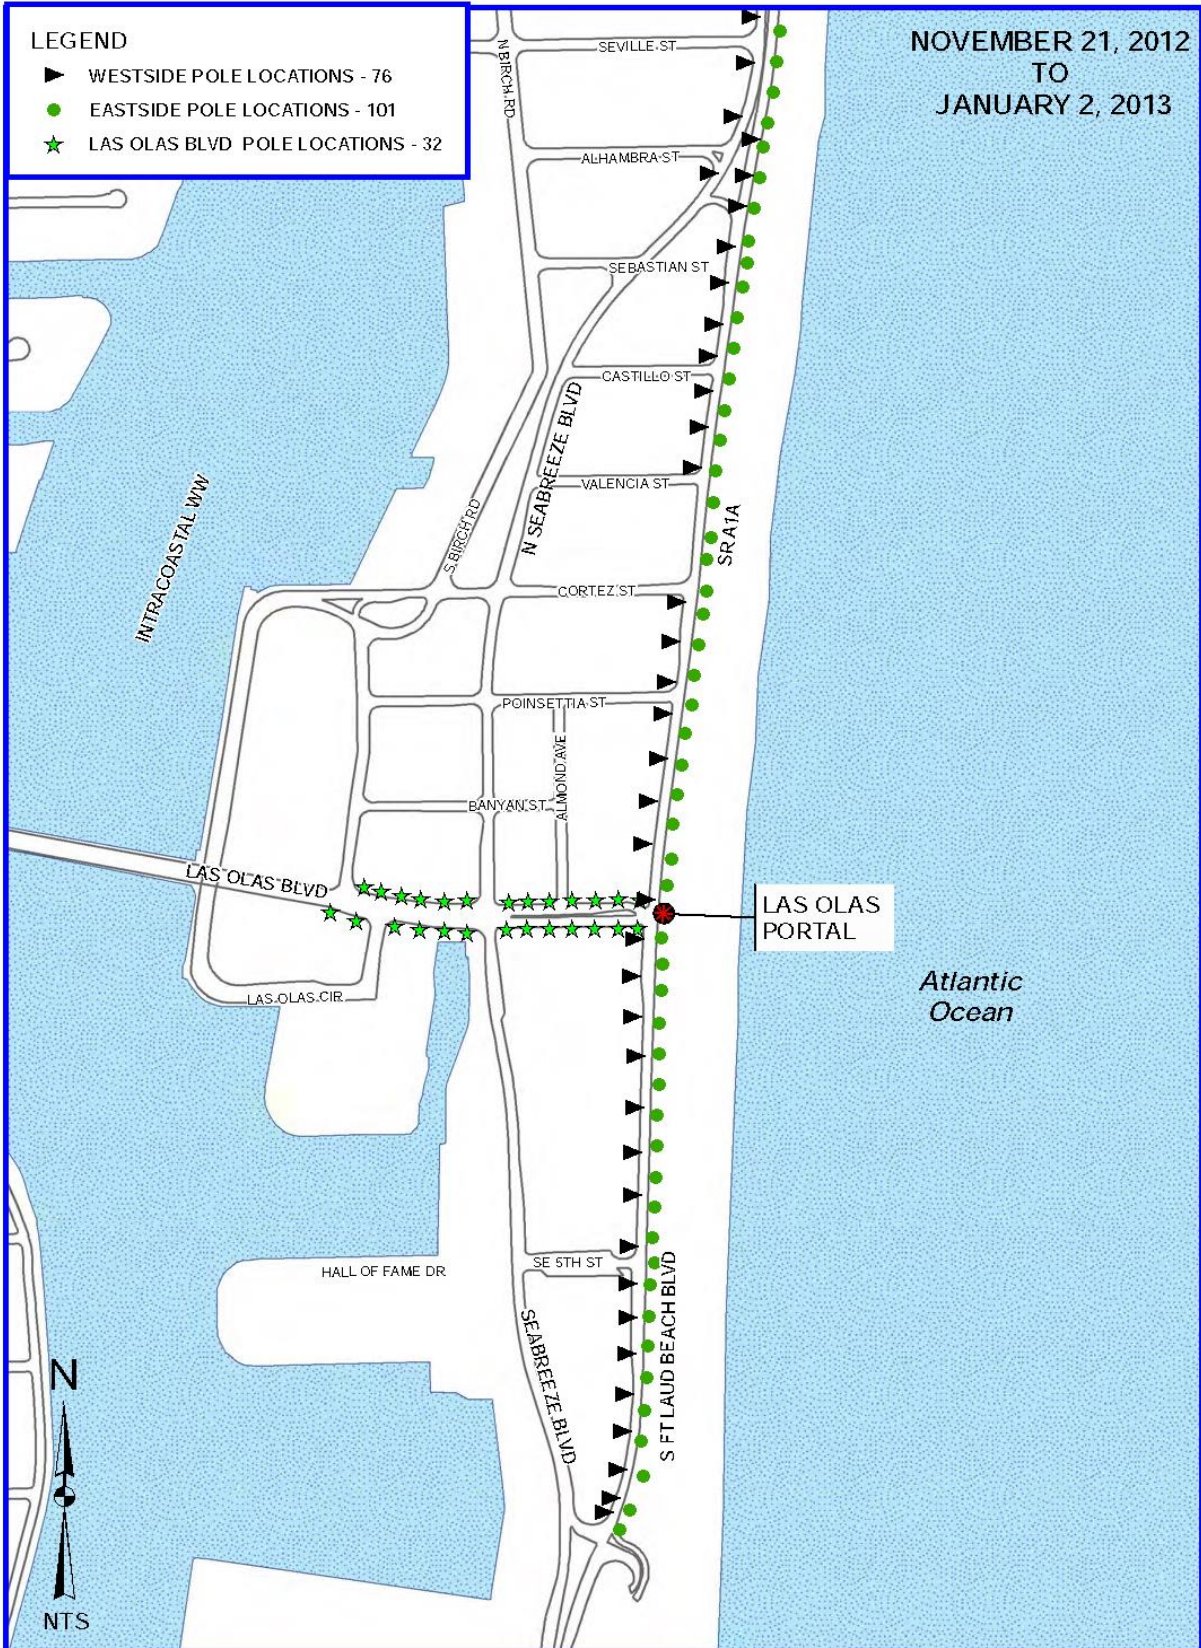 LEGEND
WESTSIDE POLE LOCATIONS - 76
EASTSIDE POLE LOCATIONS - 101
LAS OLAS BLVD POLE LOCATIONS - 32
NOVEMBER 21, 2012
TO
JANUARY 2, 2013
N BIRCH RD
SEVILLE ST
ALHAMBRA ST
SEBASTIAN ST
CASTILLO ST
N SEABREEZE BLVD
VALENCIA ST
S BIRCH RD
SR A1A
INTRACOASTAL WW
CORTEZ ST
POINSETTIA ST
ALMOND AVE
BANYAN ST
LAS OLAS BLVD
LAS OLAS
PORTAL
LAS OLAS CIR
Atlantic
Ocean
SE 5TH ST
HALL OF FAME DR
SEABREEZE BLVD
S FT LAUD BEACH BLVD
N
NTS